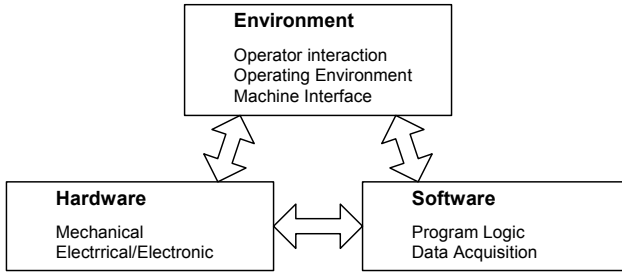 Environment
Operator interaction
Operating Environment
Machine Interface
Hardware
Mechanical
Electrrical/Electronic
Software
Program Logic
Data Acquisition